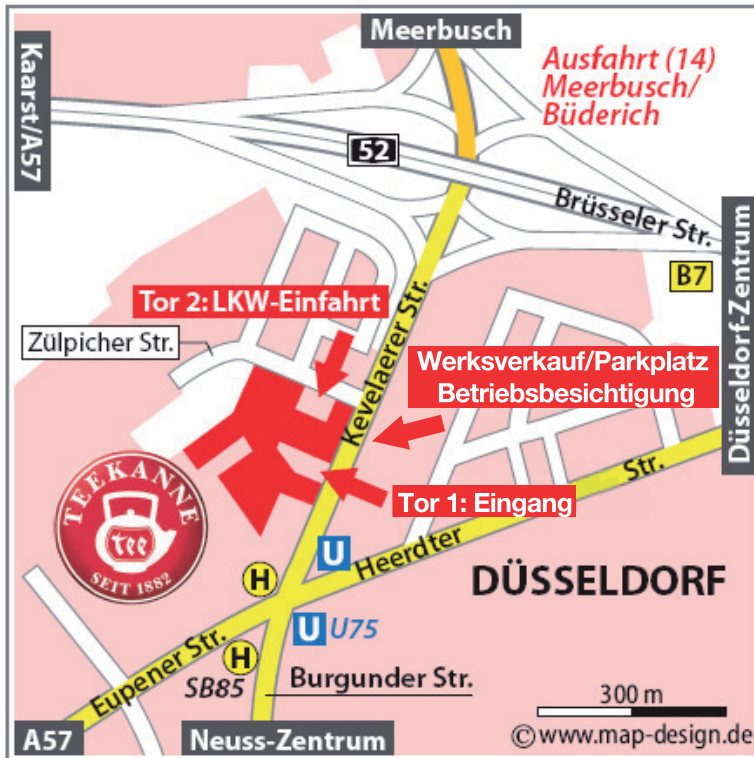 Meerbusch
Kaarst/A57
Ausfahrt (14)
Meerbusch/
Büderich
52
Brüsseler Str.
B7
Düsseldorf-Zentrum
Tor 2: LKW-Einfahrt
Zülpicher Str.
Kevelaerer Str.
Werksverkauf/Parkplatz
Betriebsbesichtigung
Tor 1: Eingang
TEEKANNE
tee
SEIT 1882
Heerdter Str.
U
H
DÜSSELDORF
U U75
H
SB85
Eupener Str.
Burgunder Str.
300 m
A57
Neuss-Zentrum
© www.map-design.de